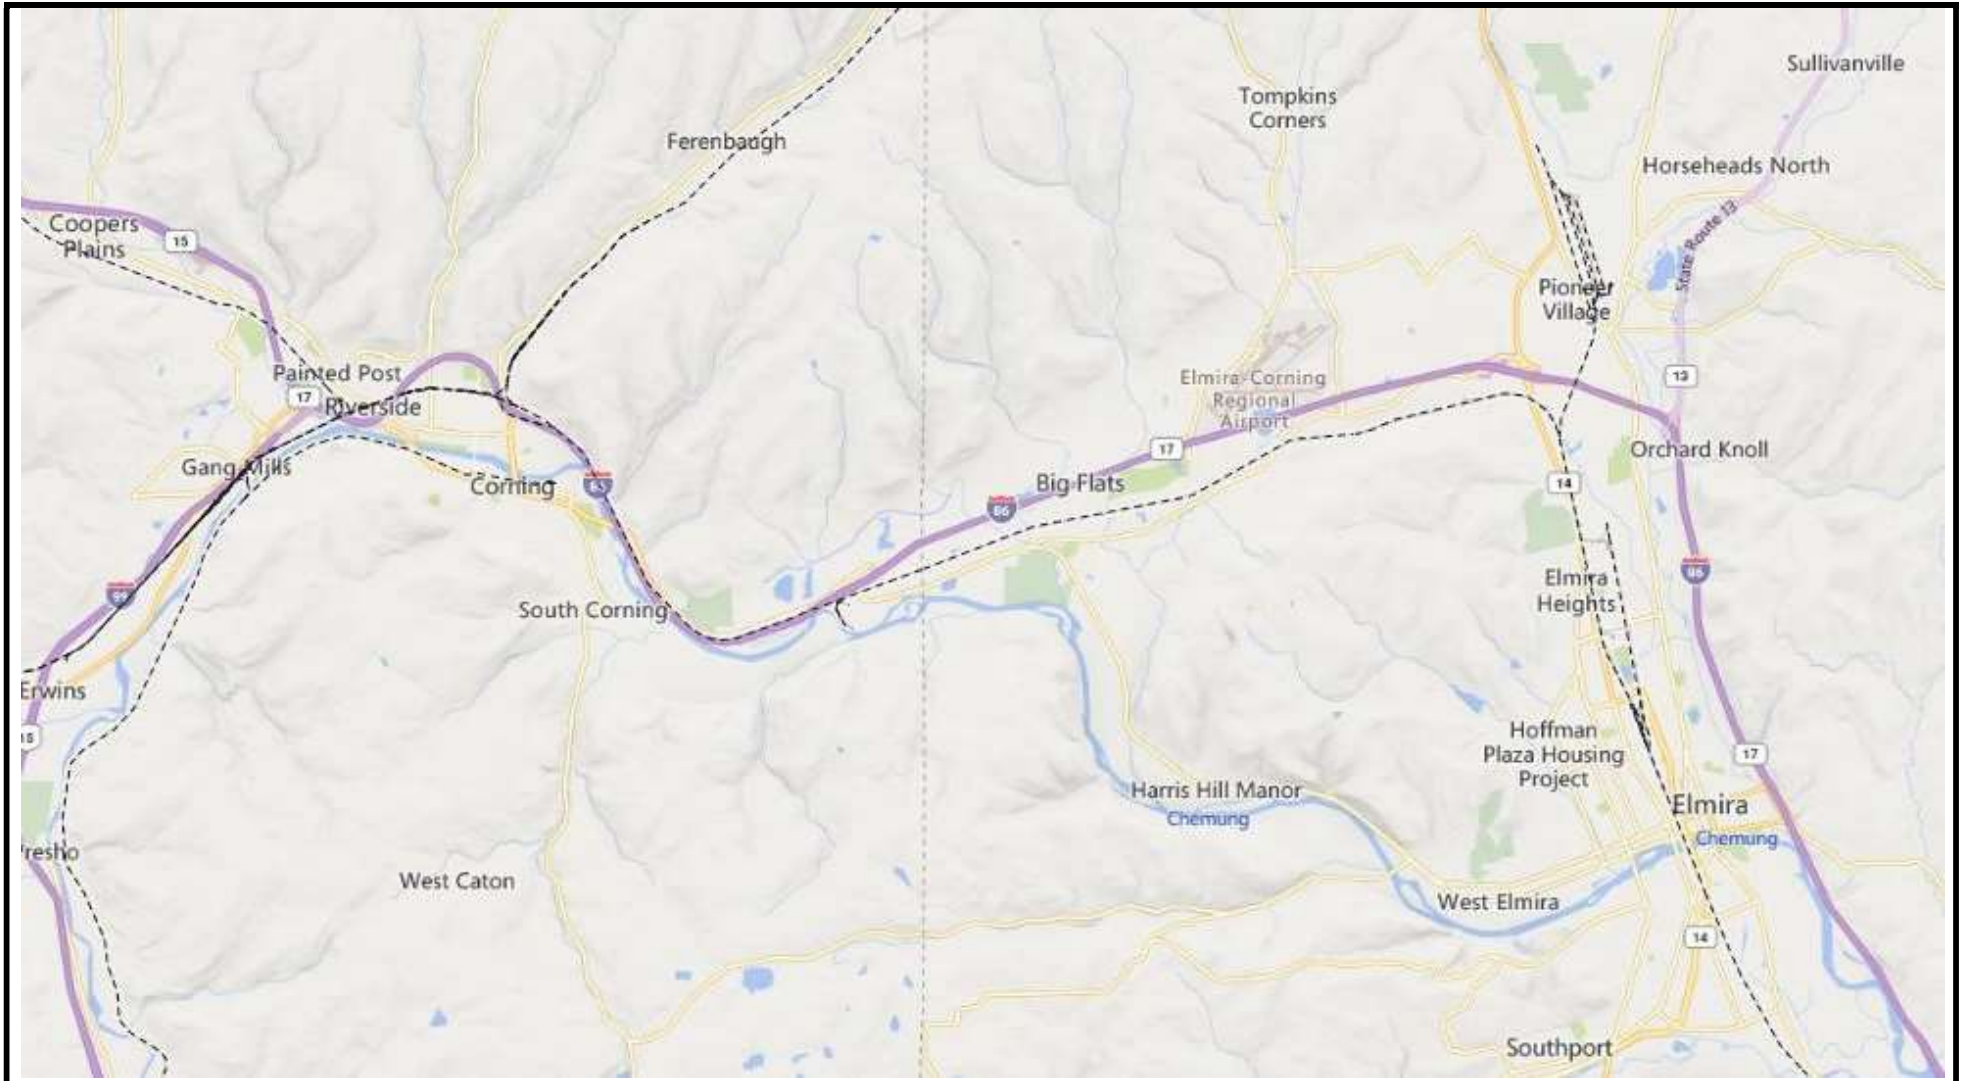 Sullivanville
Tompkins
Corners
Ferenbaugh
Horseheads North
State Route 13
Coopers
Plains
15
Pioneer
Village
Painted Post
17
Riverside
Elmira-Corning
Regional
Airport
13
17
Orchard Knoll
Gang Mills
Corning
Big Flats
14
86
86
99
Elmira
Heights
South Corning
Erwins
15
Hoffman
Plaza Housing
Project
17
Harris Hill Manor
Chemung
Elmira
Chemung
West Caton
West Elmira
14
Southport